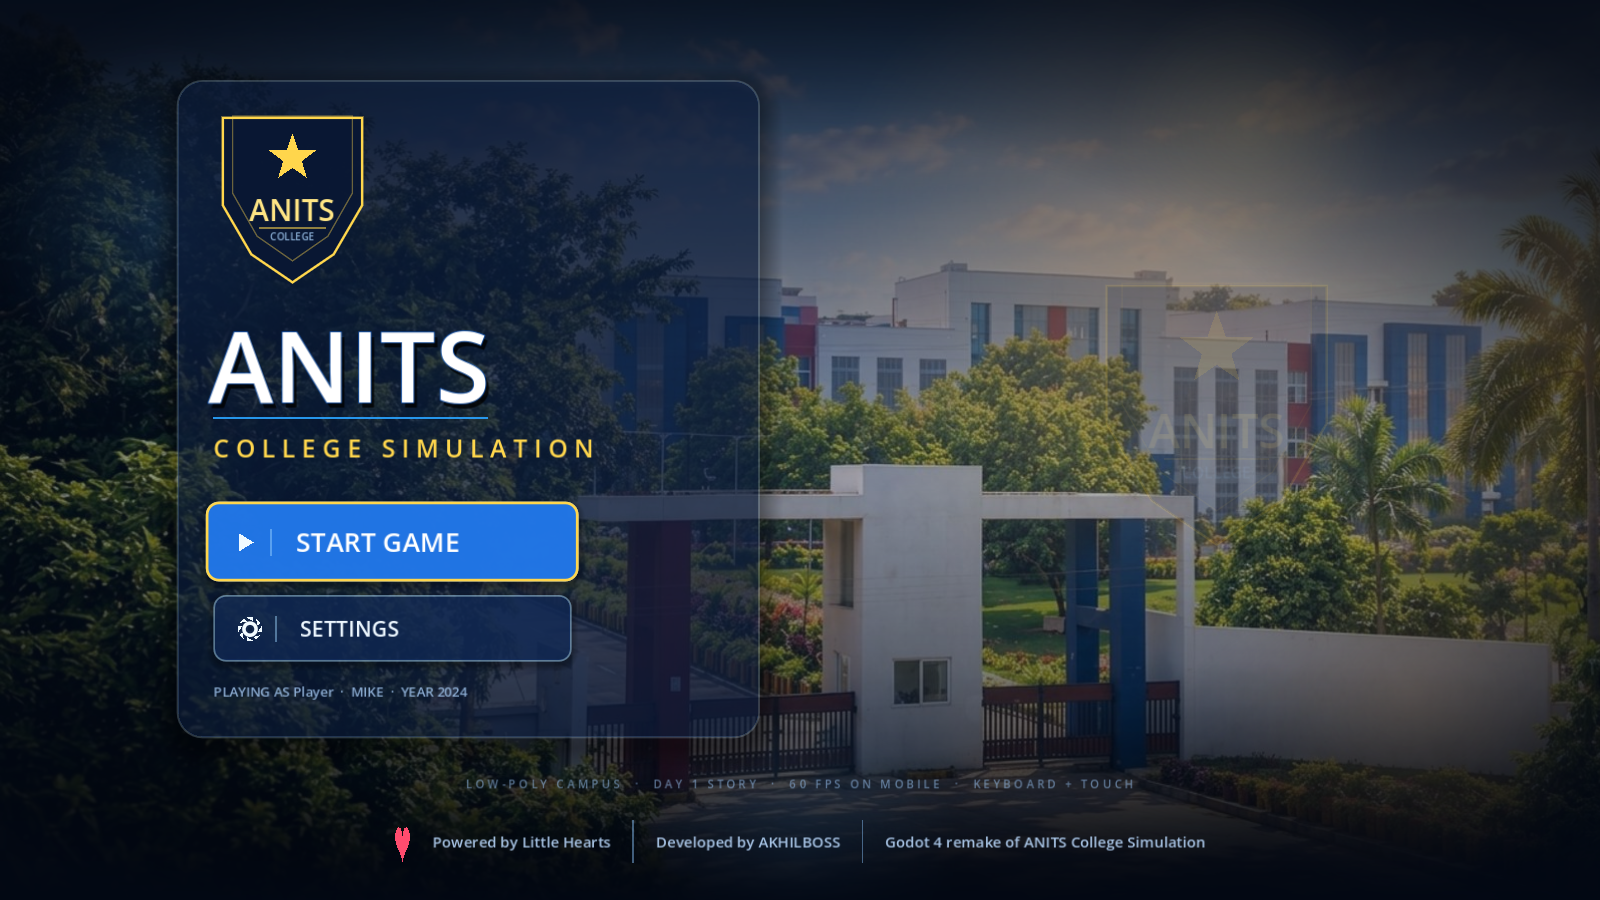 ANITS
COLLEGE
ANITS
COLLEGE SIMULATION
START GAME
SETTINGS
PLAYING AS Player · MIKE · YEAR 2024
ANITS
LOW-POLY CAMPUS · DAY 1 STORY · 60 FPS ON MOBILE · KEYBOARD + TOUCH
Powered by Little Hearts
Developed by AKHILBOSS
Godot 4 remake of ANITS College Simulation